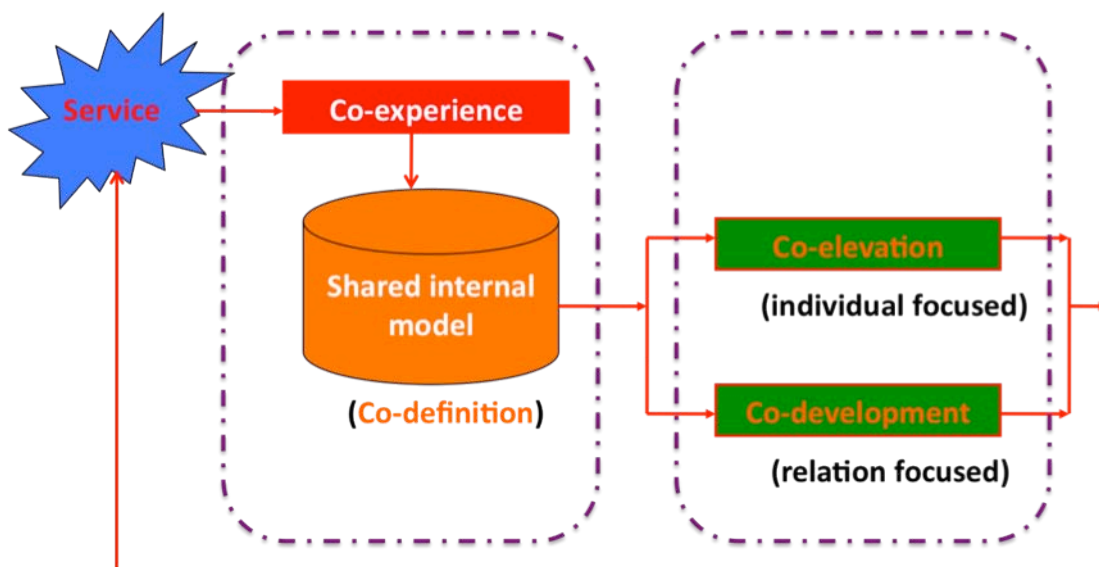 Service
Co-experience
Shared internal
model
(Co-definition)
Co-elevation
(individual focused)
Co-development
(relation focused)